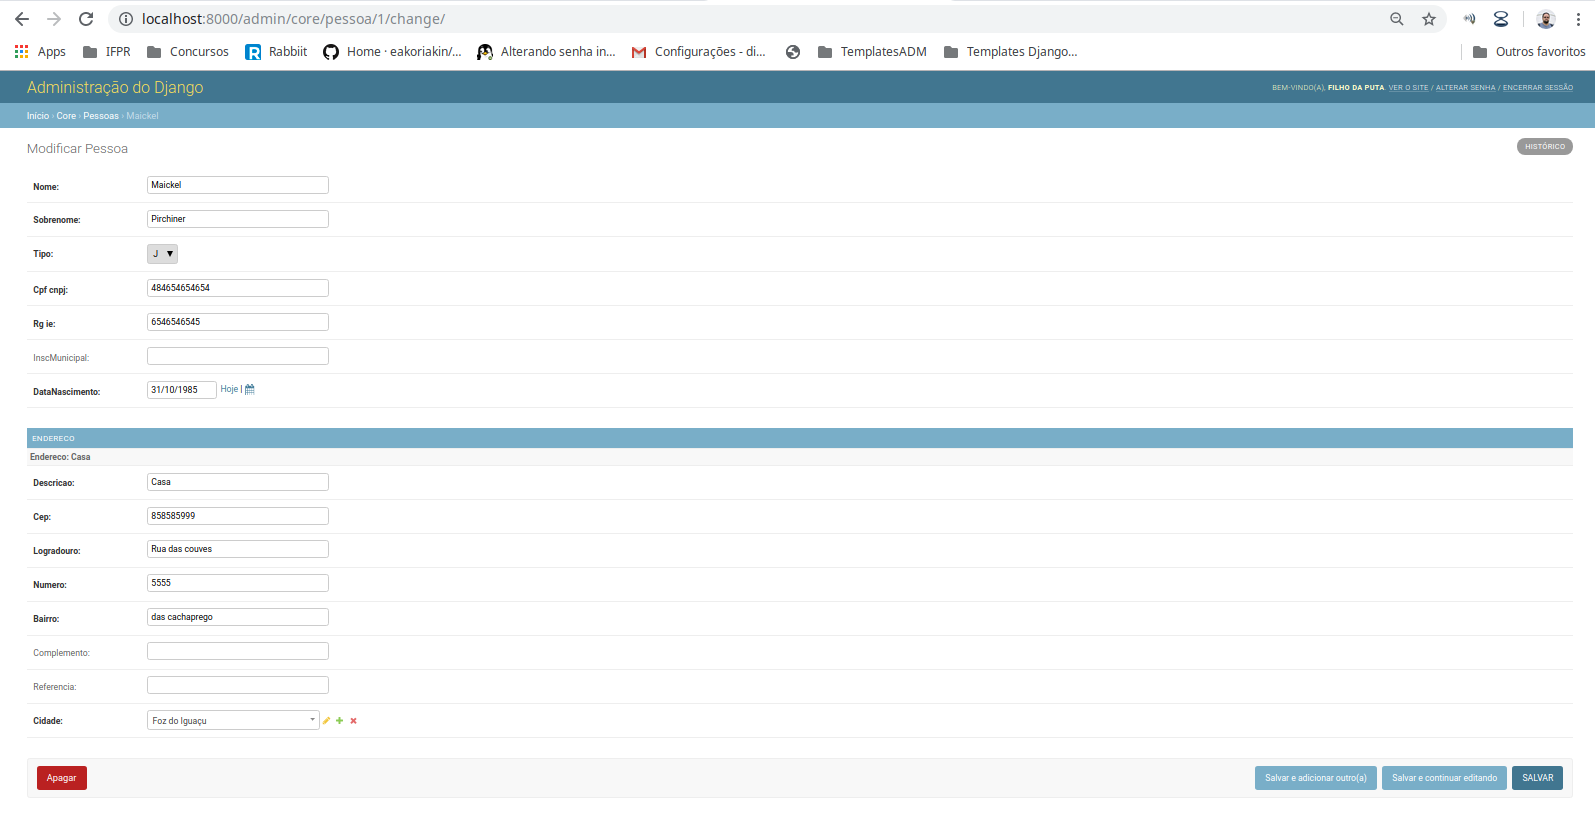 localhost:8000/admin/core/pessoa/1/change/
Apps IFPR Concursos Rabbiit Home · eakoriakin/... Alterando senha in... Configurações - di... TemplatesADM Templates Django... Outros favoritos
Administração do Django
BEM-VINDO(A), FILHO DA PUTA. VER O SITE / ALTERAR SENHA / ENCERRAR SESSÃO
Início › Core › Pessoas › Maickel
Modificar Pessoa
HISTÓRICO
Nome: Maickel
Sobrenome: Pirchiner
Tipo: J
Cpf cnpj: 484654654654
Rg ie: 6546546545
InscMunicipal:
DataNascimento: 31/10/1985 Hoje |
ENDERECO
Endereco: Casa
Descricao: Casa
Cep: 858585999
Logradouro: Rua das couves
Numero: 5555
Bairro: das cachaprego
Complemento:
Referencia:
Cidade: Foz do Iguaçu
Apagar Salvar e adicionar outro(a) Salvar e continuar editando SALVAR